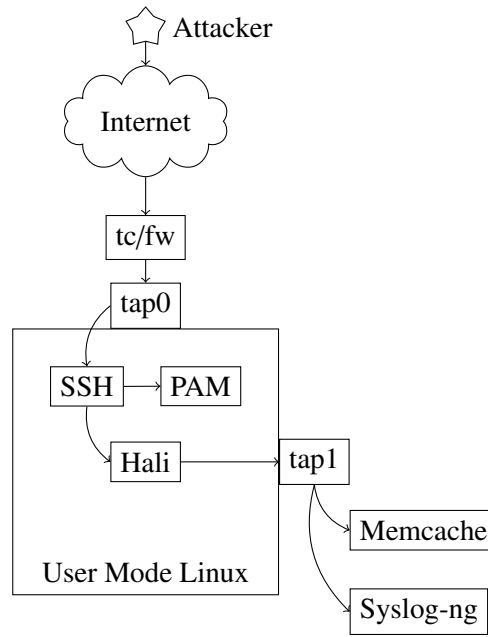 Attacker
Internet
tc/fw
tap0
SSH
PAM
Hali
tap1
Memcache
User Mode Linux
Syslog-ng